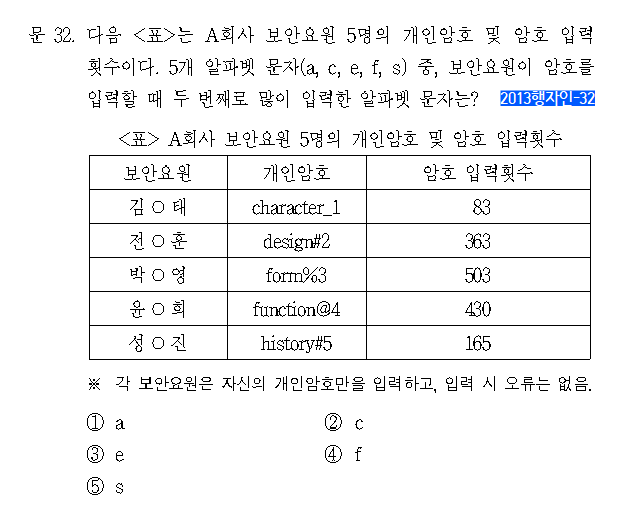 문 32. 다음 <표>는 A회사 보안요원 5명의 개인암호 및 암호 입력
횟수이다. 5개 알파벳 문자(a, c, e, f, s) 중, 보안요원이 암호를
입력할 때 두 번째로 많이 입력한 알파벳 문자는? 2013행자인-32
<표> A회사 보안요원 5명의 개인암호 및 암호 입력횟수
보안요원 개인암호 암호 입력횟수
김○태 character_1 83
전○훈 design#2 363
박○영 form%3 503
윤○희 function@4 430
성○진 history#5 165
※ 각 보안요원은 자신의 개인암호만을 입력하고, 입력 시 오류는 없음.
① a ② c
③ e ④ f
⑤ s